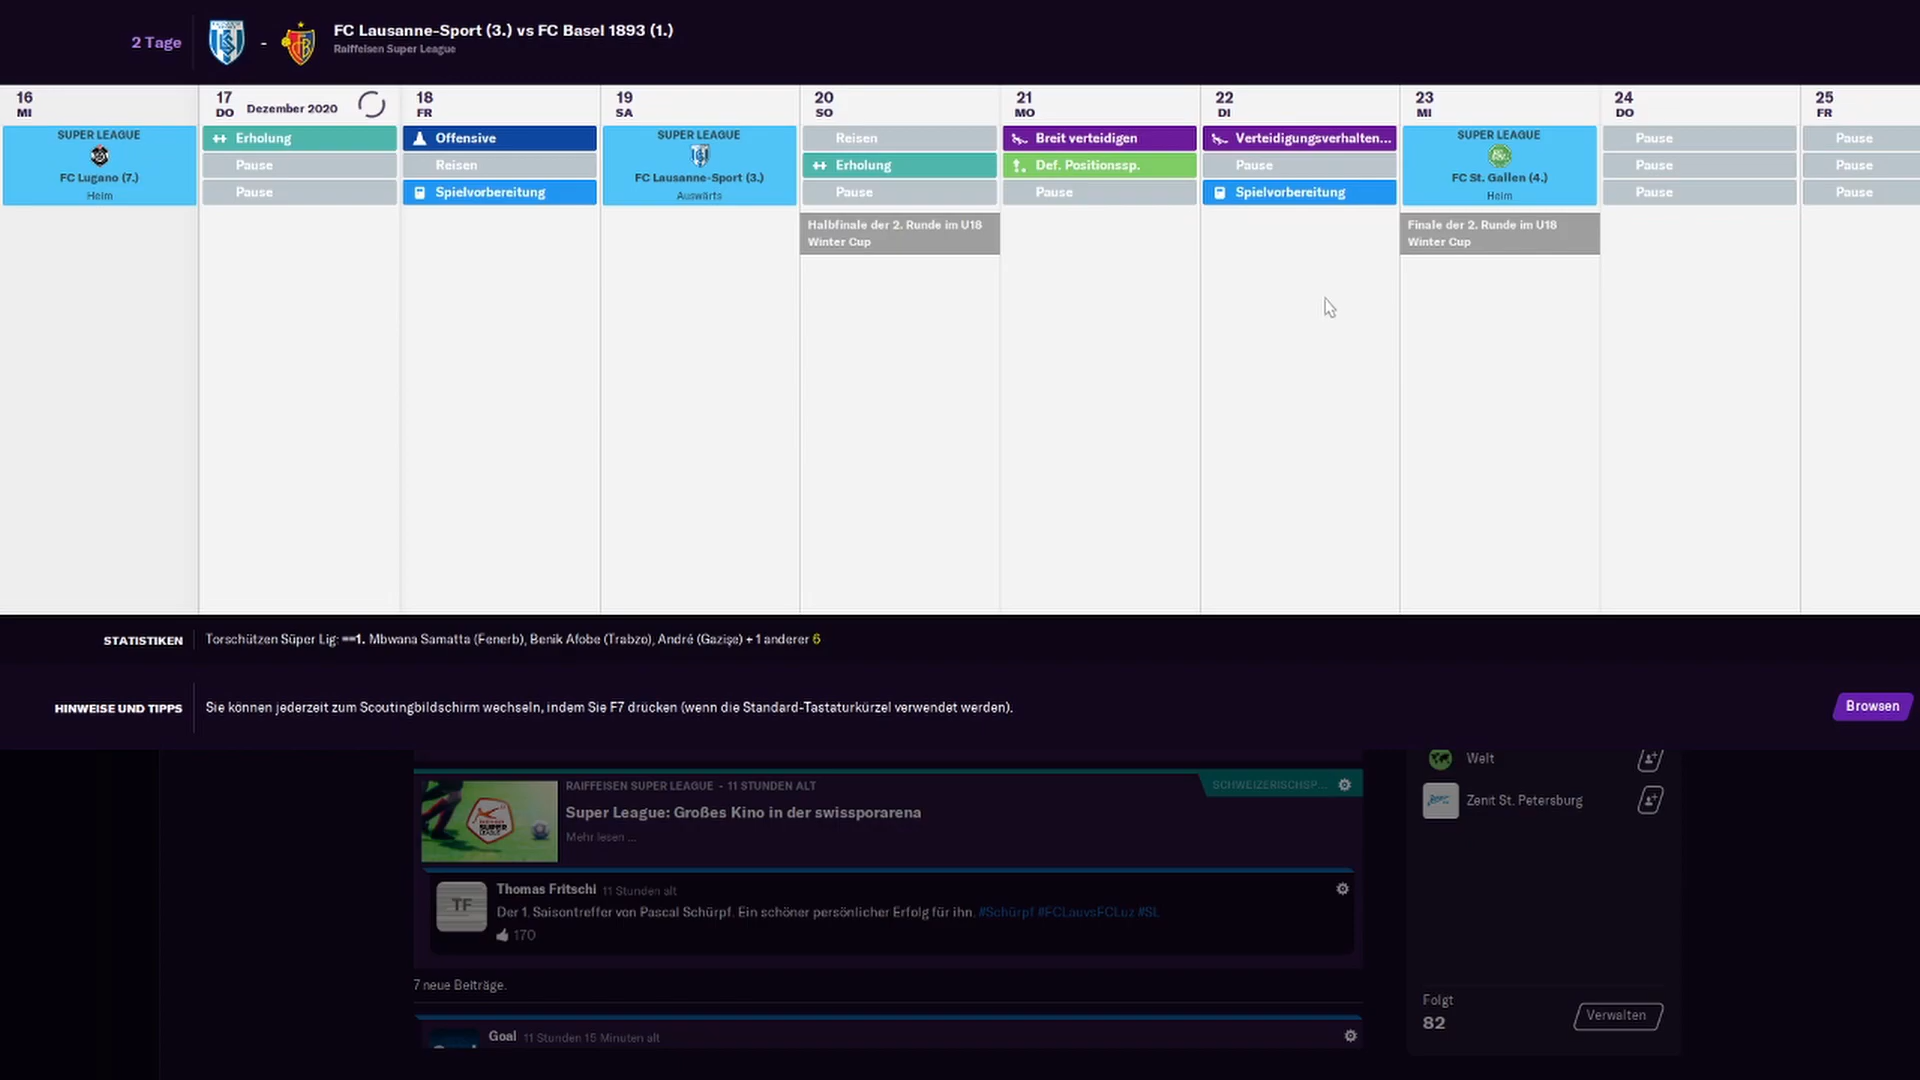 2 Tage
FC Lausanne-Sport (3.) vs FC Basel 1893 (1.)
Raiffeisen Super League
16
MI
SUPER LEAGUE
FC Lugano (7.)
Heim
17
DO
Dezember 2020
Erholung
Pause
Pause
18
FR
Offensive
Reisen
Spielvorbereitung
19
SA
SUPER LEAGUE
FC Lausanne-Sport (3.)
Auswärts
20
SO
Reisen
Erholung
Pause
Halbfinale der 2. Runde im U18
Winter Cup
21
MO
Breit verteidigen
Def. Positionssp.
Pause
22
DI
Verteidigungsverhalten...
Pause
Spielvorbereitung
23
MI
SUPER LEAGUE
FC St. Gallen (4.)
Heim
Finale der 2. Runde im U18
Winter Cup
24
DO
Pause
Pause
Pause
25
FR
Pause
Pause
Pause
STATISTIKEN
Torschützen Süper Lig: ==1. Mbwana Samatta (Fenerb), Benik Afobe (Trabzo), André (Gazişe) + 1 anderer 6
HINWEISE UND TIPPS
Sie können jederzeit zum Scoutingbildschirm wechseln, indem Sie F7 drücken (wenn die Standard-Tastaturkürzel verwendet werden).
Browsen
RAIFFEISEN SUPER LEAGUE - 11 STUNDEN ALT
SCHWEIZERISCHSP...
Super League: Großes Kino in der swissporarena
Mehr lesen ...
TF
Thomas Fritschi 11 Stunden alt
Der 1. Saisontreffer von Pascal Schürpf. Ein schöner persönlicher Erfolg für ihn. #Schürpf #FCLauvsFCLuz #SL
170
7 neue Beiträge.
Goal 11 Stunden 15 Minuten alt
Welt
Zenit St. Petersburg
Folgt
82
Verwalten